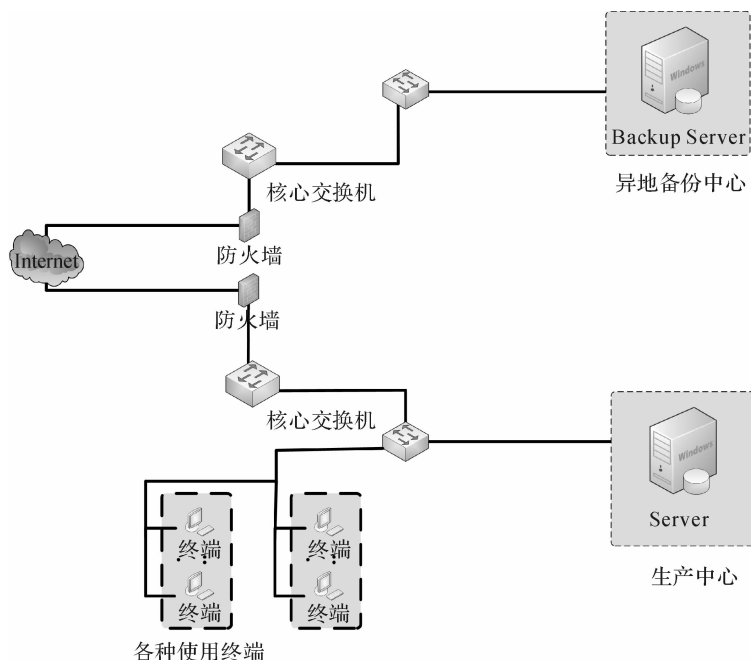 Windows
Backup Server
异地备份中心
核心交换机
防火墙
Internet
防火墙
核心交换机
Windows
Server
生产中心
终端
终端
终端
终端
各种使用终端